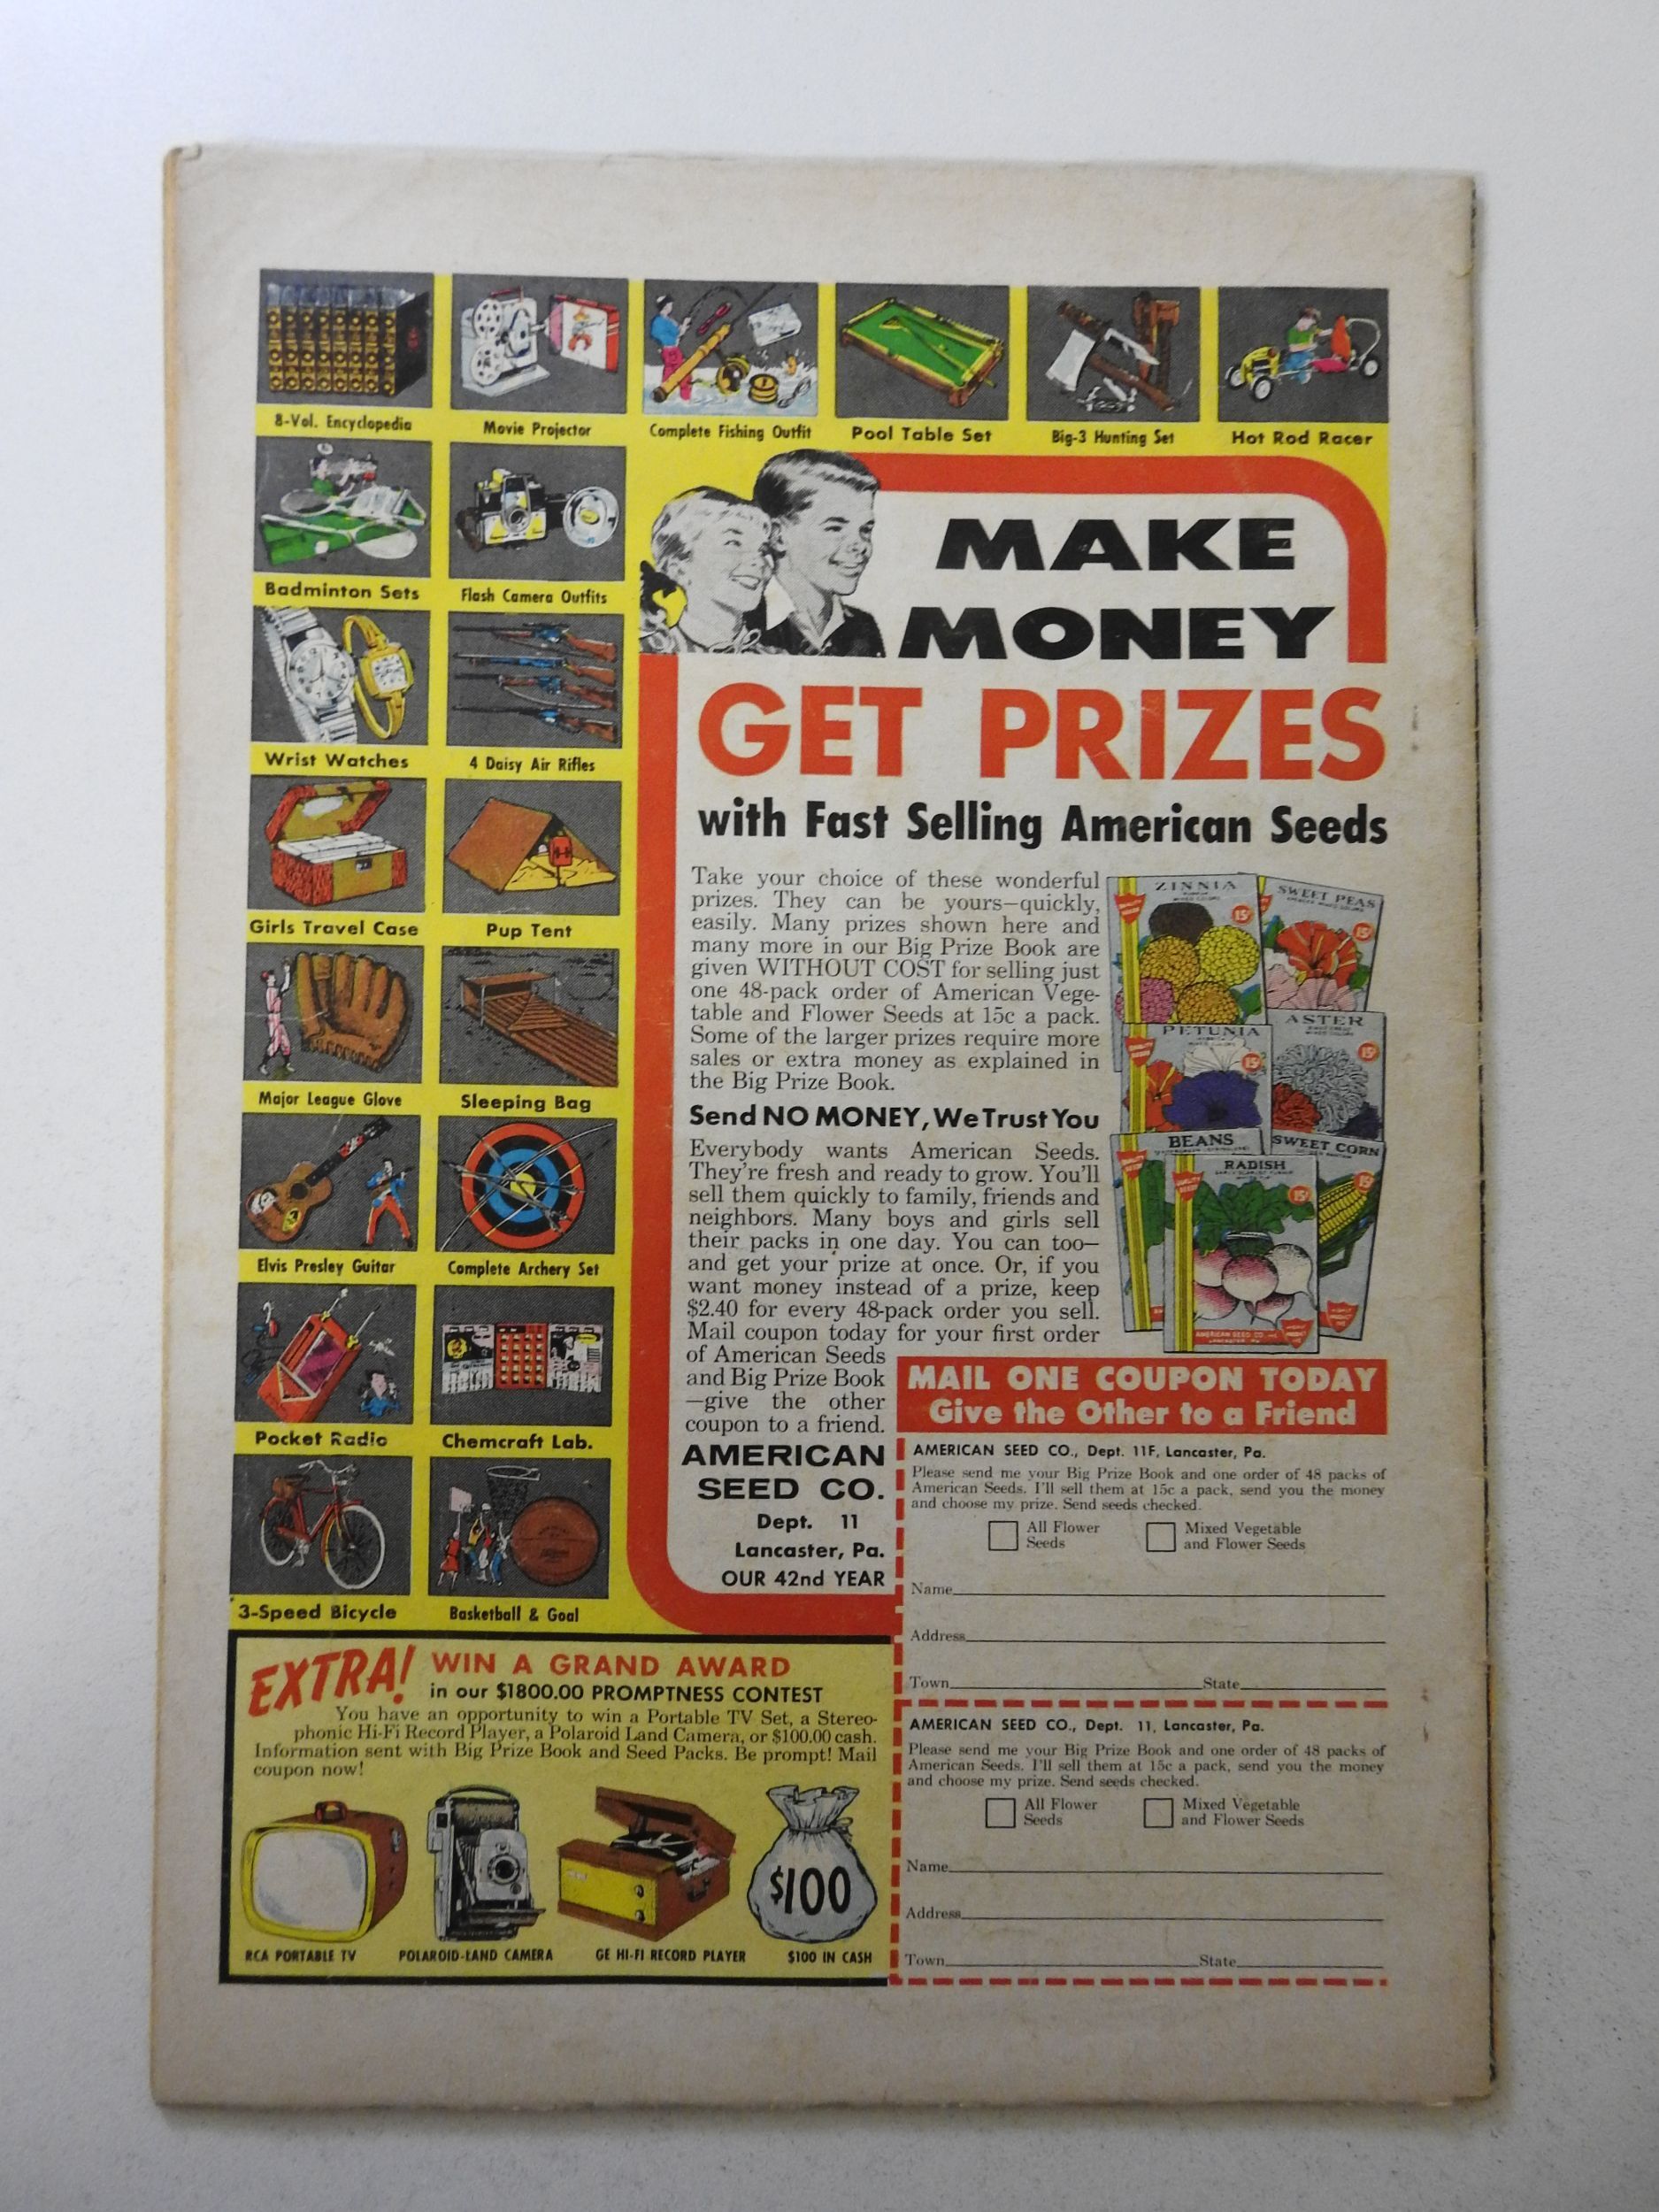 8-Vol. Encyclopedia
Movie Projector
Complete Fishing Outfit
Pool Table Set
Big-3 Hunting Set
Hot Rod Racer
Badminton Sets
Flash Camera Outfits
Wrist Watches
4 Daisy Air Rifles
Girls Travel Case
Pup Tent
Major League Glove
Sleeping Bag
Elvis Presley Guitar
Complete Archery Set
Pocket Radio
Chemcraft Lab.
3-Speed Bicycle
Basketball & Goal
MAKE
MONEY
GET PRIZES
with Fast Selling American Seeds
Take your choice of these wonderful
prizes. They can be yours—quickly,
easily. Many prizes shown here and
many more in our Big Prize Book are
given WITHOUT COST for selling just
one 48-pack order of American Vege-
table and Flower Seeds at 15c a pack.
Some of the larger prizes require more
sales or extra money as explained in
the Big Prize Book.
Send NO MONEY, We Trust You
Everybody wants American Seeds.
They're fresh and ready to grow. You'll
sell them quickly to family, friends and
neighbors. Many boys and girls sell
their packs in one day. You can too—
and get your prize at once. Or, if you
want money instead of a prize, keep
$2.40 for every 48-pack order you sell.
Mail coupon today for your first order
of American Seeds
and Big Prize Book
—give the other
coupon to a friend.
AMERICAN
SEED CO.
Dept. 11
Lancaster, Pa.
OUR 42nd YEAR
ZINNIA
15¢
SWEET PEAS
15¢
PETUNIA
15¢
ASTER
15¢
BEANS
SWEET CORN
15¢
RADISH
15¢
AMERICAN SEED CO.
MAIL ONE COUPON TODAY
Give the Other to a Friend
AMERICAN SEED CO., Dept. 11F, Lancaster, Pa.
Please send me your Big Prize Book and one order of 48 packs of
American Seeds. I'll sell them at 15c a pack, send you the money
and choose my prize. Send seeds checked.
All Flower
Seeds
Mixed Vegetable
and Flower Seeds
Name
Address
Town State
AMERICAN SEED CO., Dept. 11, Lancaster, Pa.
Please send me your Big Prize Book and one order of 48 packs of
American Seeds. I'll sell them at 15c a pack, send you the money
and choose my prize. Send seeds checked.
All Flower
Seeds
Mixed Vegetable
and Flower Seeds
Name
Address
Town State
EXTRA! WIN A GRAND AWARD
in our $1800.00 PROMPTNESS CONTEST
You have an opportunity to win a Portable TV Set, a Stereo-
phonic Hi-Fi Record Player, a Polaroid Land Camera, or $100.00 cash.
Information sent with Big Prize Book and Seed Packs. Be prompt! Mail
coupon now!
$100
RCA PORTABLE TV
POLAROID-LAND CAMERA
GE HI-FI RECORD PLAYER
$100 IN CASH